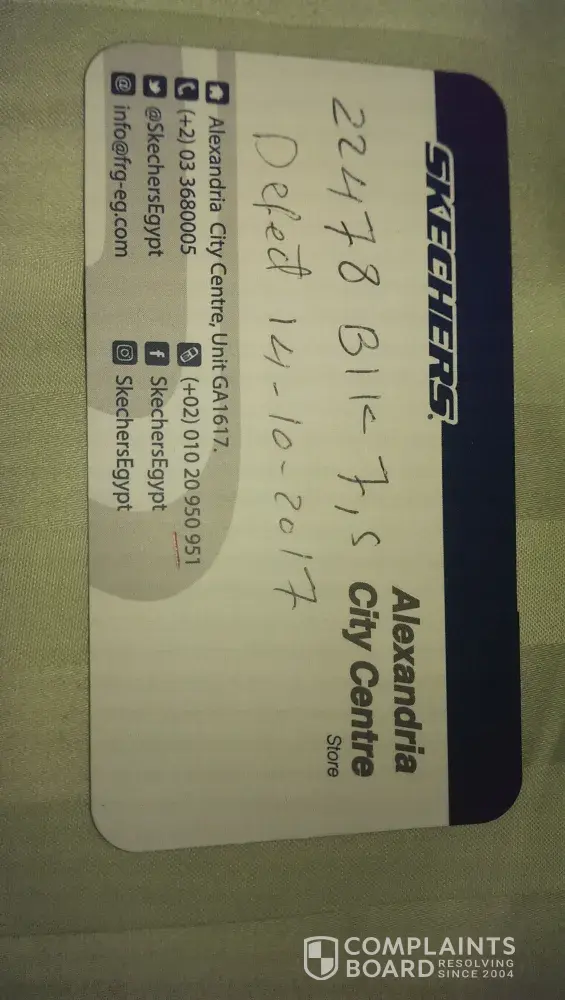 SKECHERS.
Alexandria
City Centre
Store
22478 Blk 7,5
Defect 14-10-2017
Alexandria City Centre, Unit GA1617.
(+2) 03 3680005 (+02) 010 20 950 951
@SkechersEgypt SkechersEgypt
info@frg-eg.com SkechersEgypt
COMPLAINTS
BOARD RESOLVING
SINCE 2004